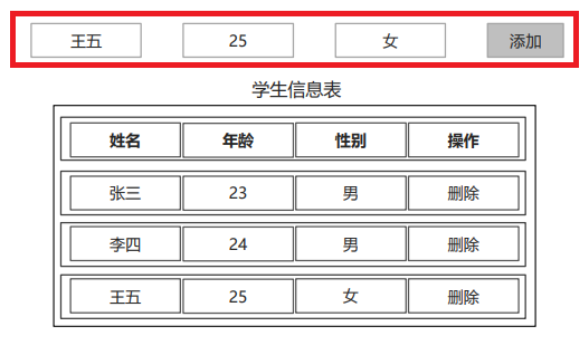 王五 25 女 添加
学生信息表
姓名 年龄 性别 操作
张三 23 男 删除
李四 24 男 删除
王五 25 女 删除